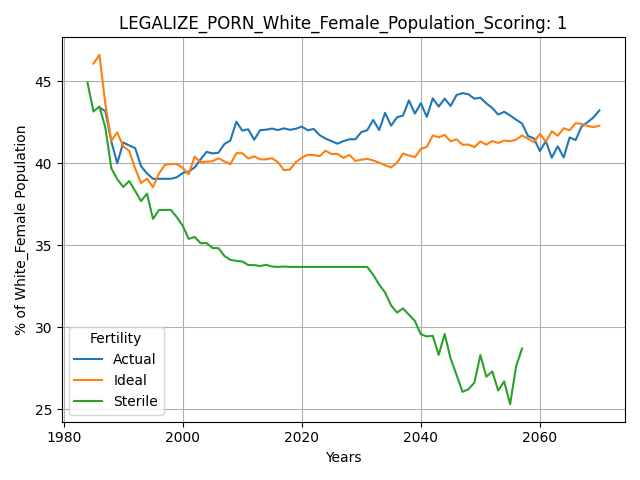 LEGALIZE_PORN_White_Female_Population_Scoring: 1
% of White_Female Population
45
40
35
30
25
Fertility
Actual
Ideal
Sterile
1980
2000
2020
2040
2060
Years